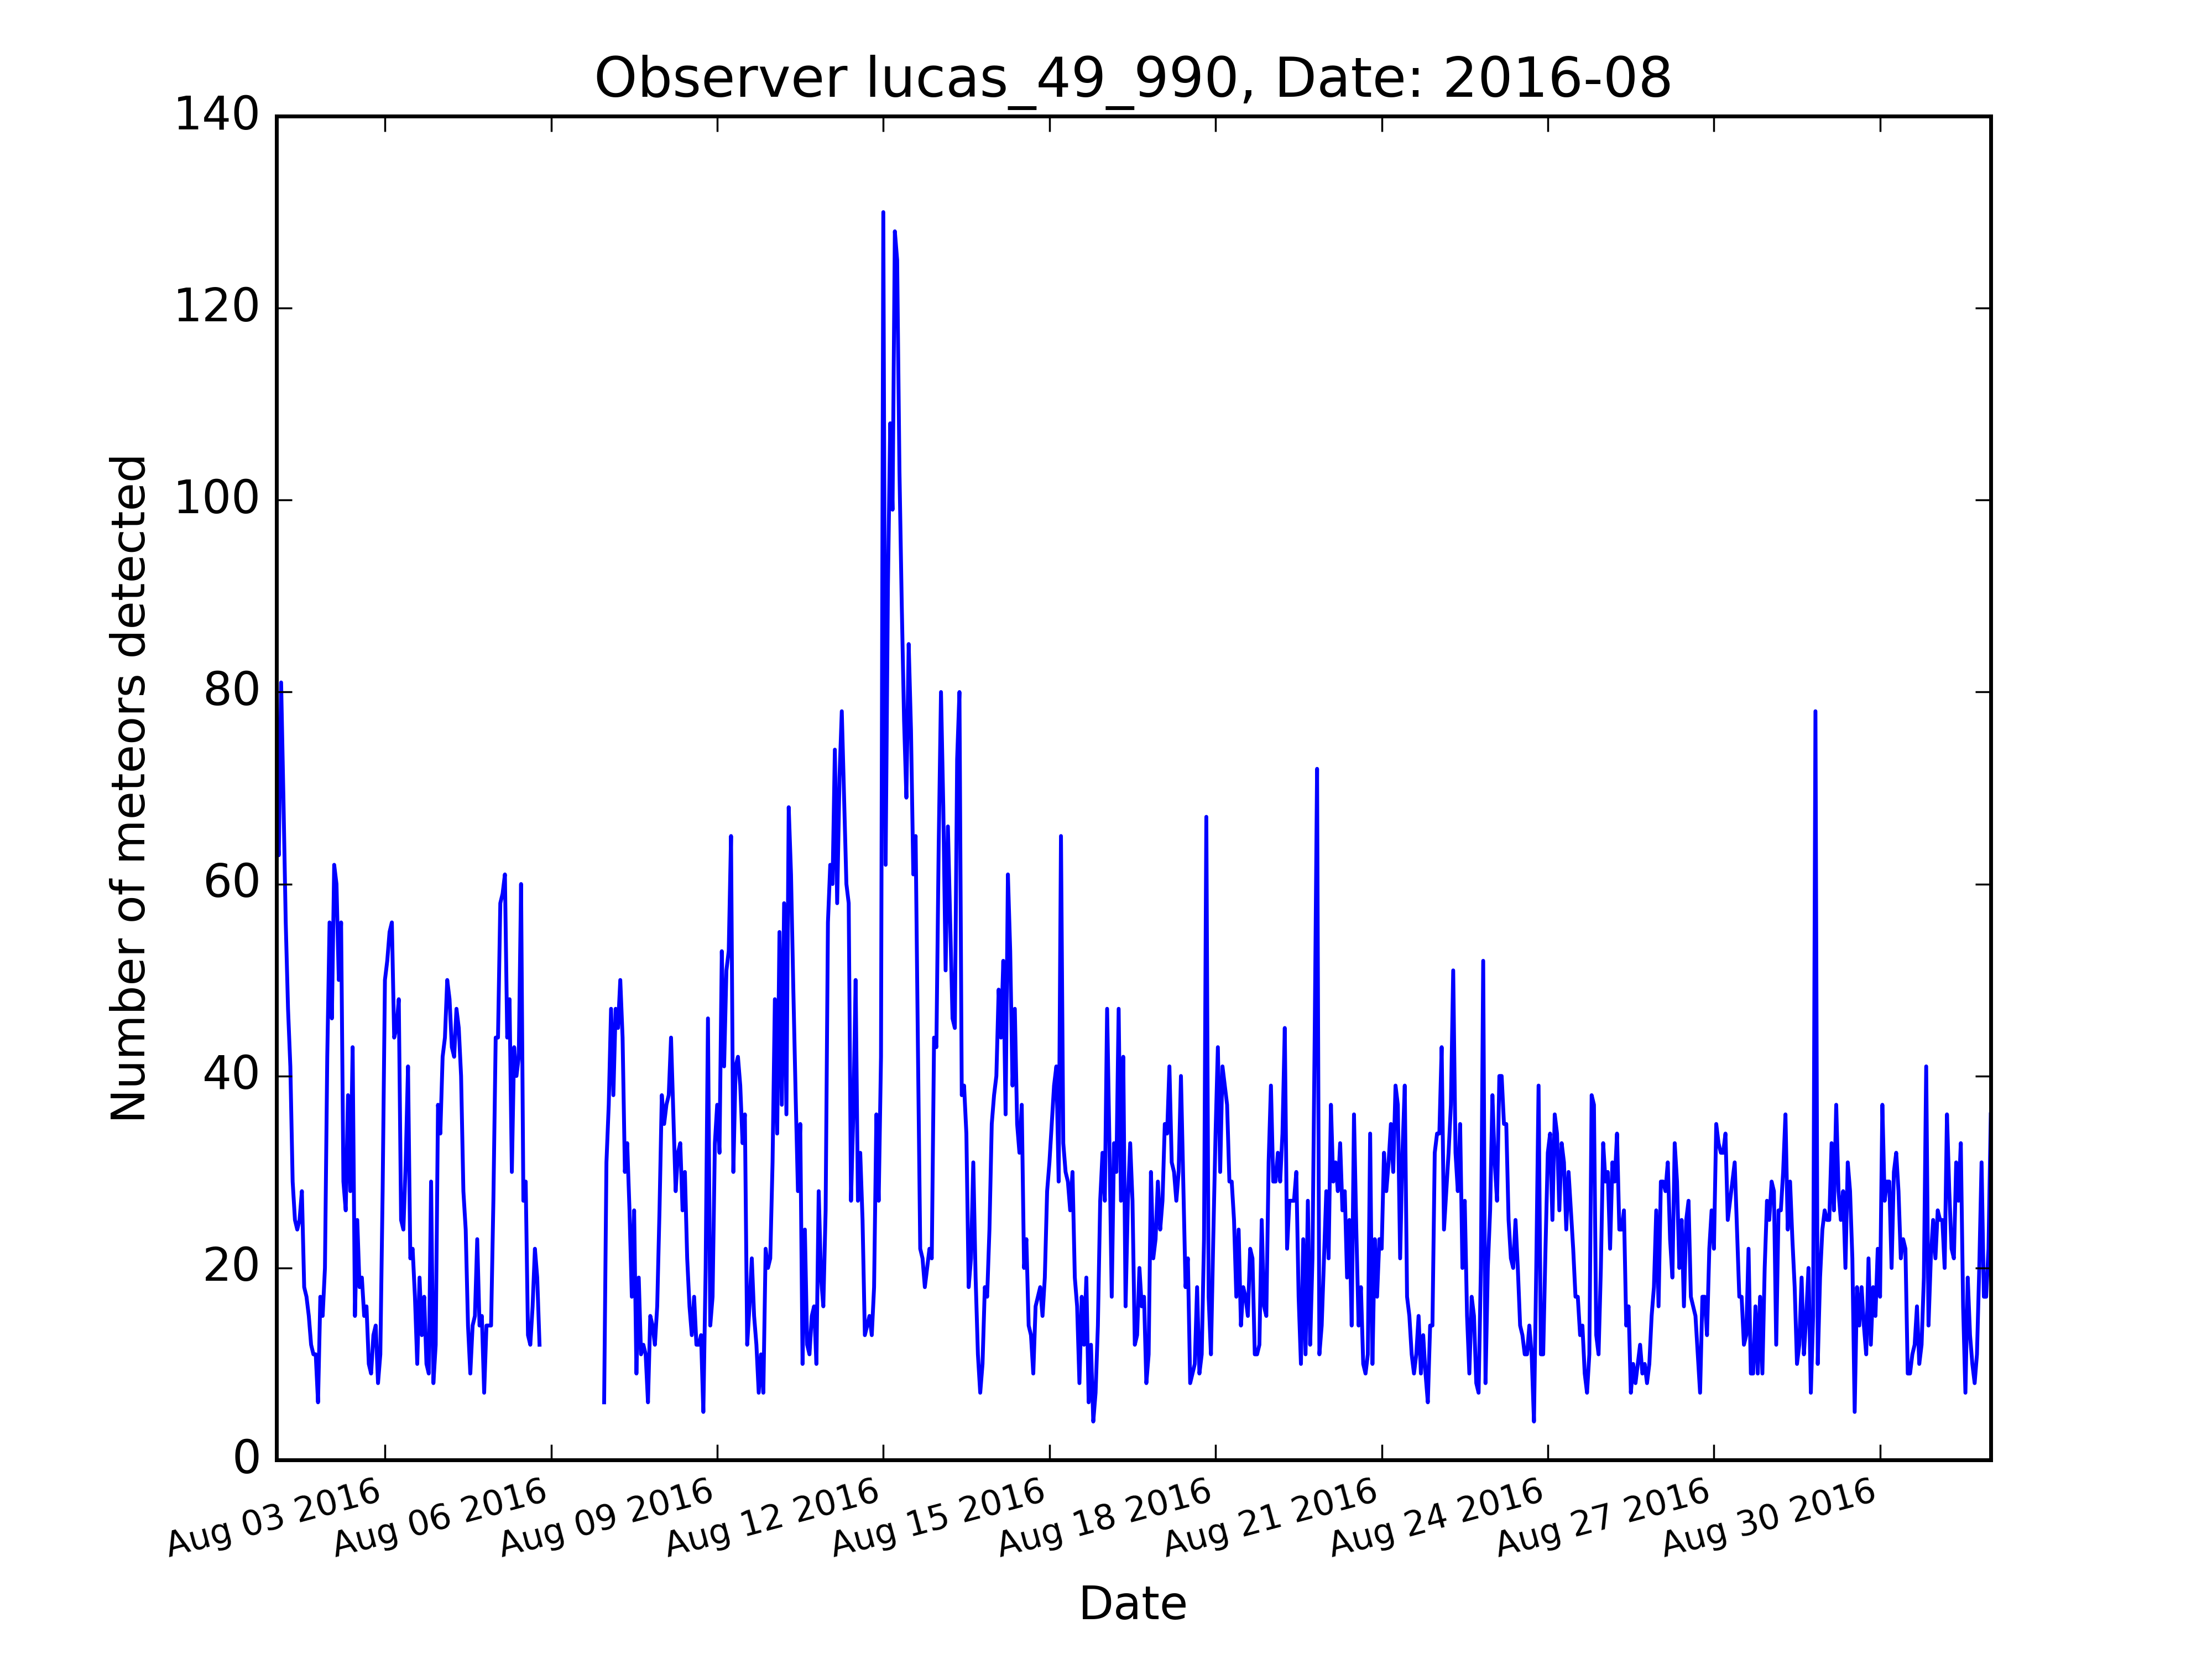 Observer lucas_49_990, Date: 2016-08
140
120
100
80
60
40
20
0
Number of meteors detected
Aug 03 2016
Aug 06 2016
Aug 09 2016
Aug 12 2016
Aug 15 2016
Aug 18 2016
Aug 21 2016
Aug 24 2016
Aug 27 2016
Aug 30 2016
Date